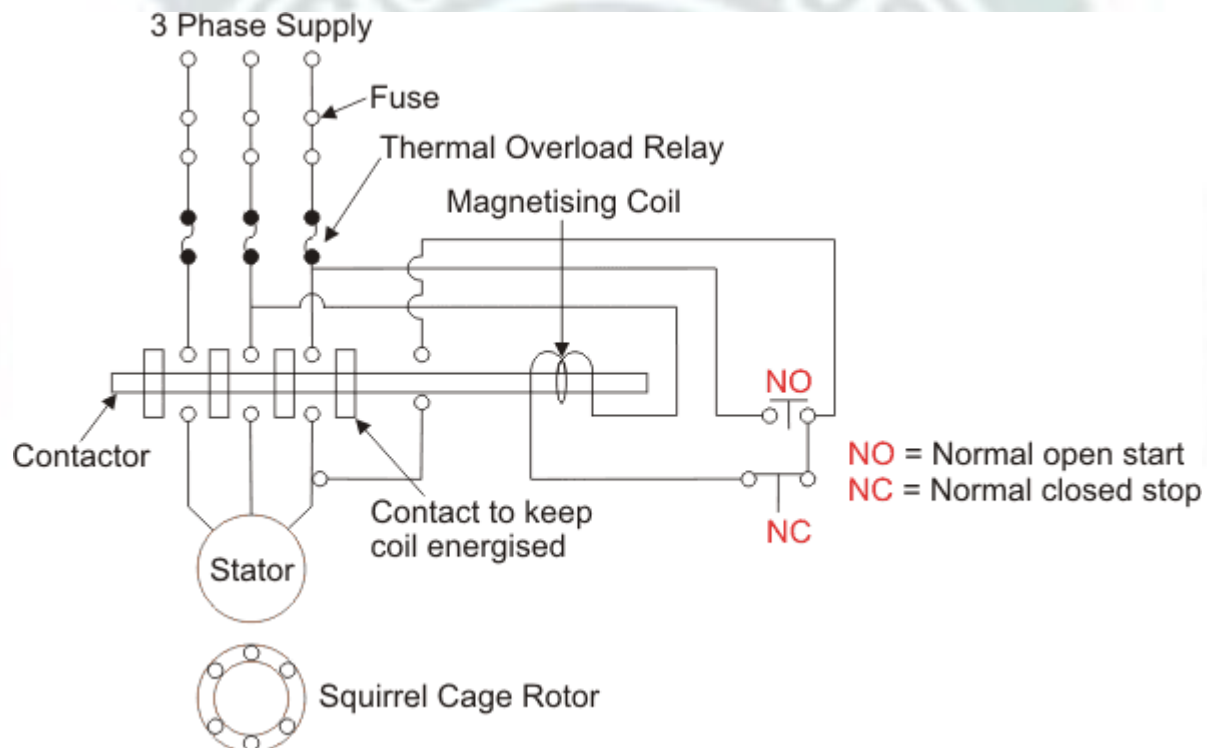 3 Phase Supply
Fuse
Thermal Overload Relay
Magnetising Coil
NO
Contactor
NO = Normal open start
NC = Normal closed stop
Contact to keep
coil energised
NC
Stator
Squirrel Cage Rotor